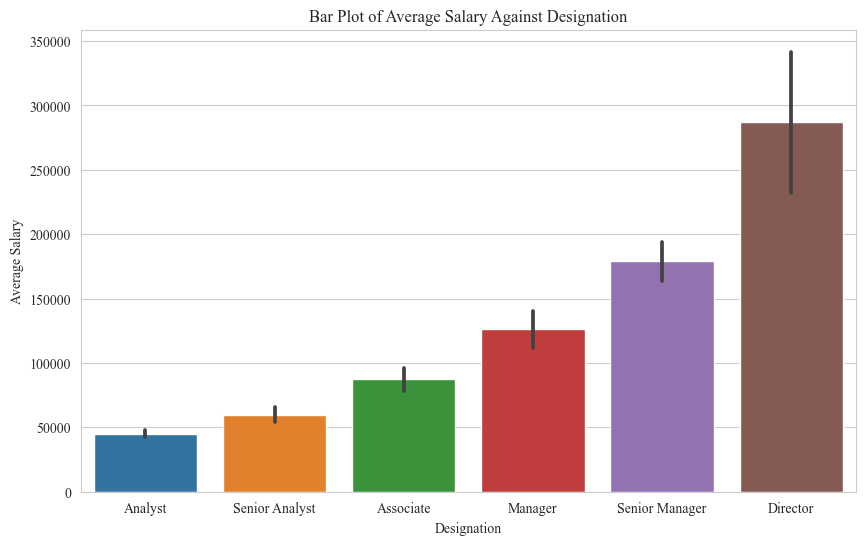 Bar Plot of Average Salary Against Designation
350000
300000
250000
200000
150000
100000
50000
0
Average Salary
Analyst
Senior Analyst
Associate
Manager
Senior Manager
Director
Designation